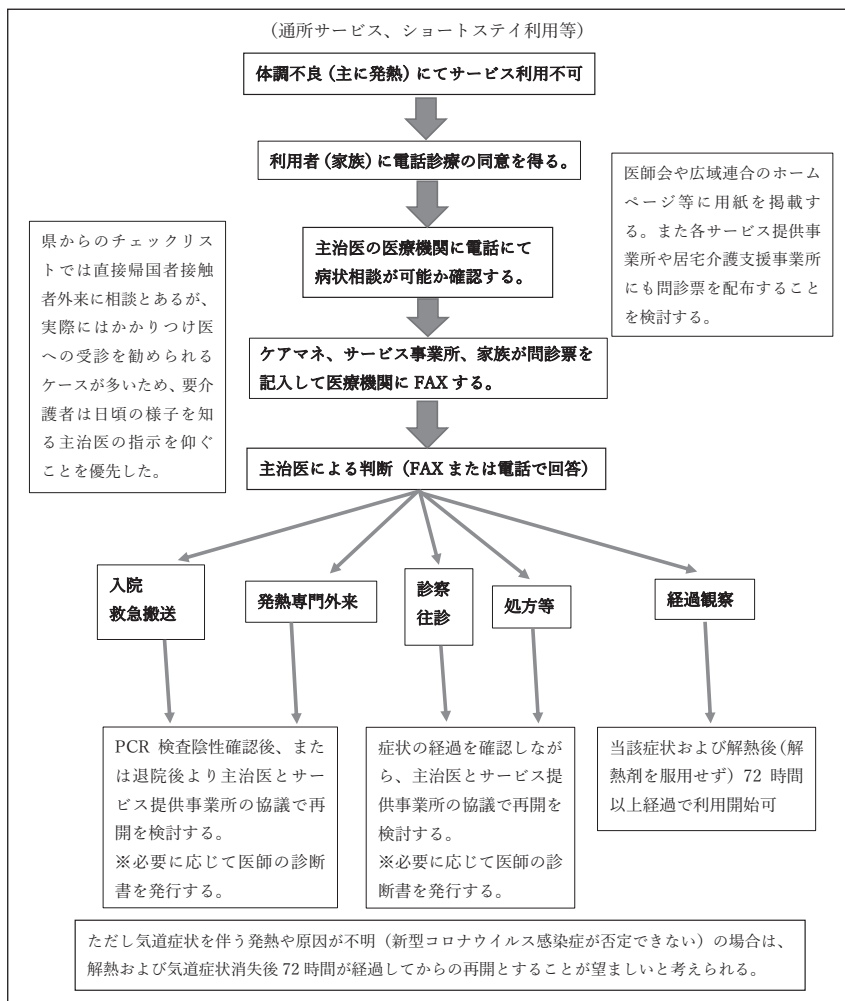 (通所サービス、ショートステイ利用等)
体調不良(主に発熱)にてサービス利用不可
利用者(家族)に電話診療の同意を得る。
医師会や広域連合のホーム
ページ等に用紙を掲載す
る。また各サービス提供事
業所や居宅介護支援事業所
にも問診票を配布すること
を検討する。
県からのチェックリス
トでは直接帰国者接触
者外来に相談とあるが、
実際にはかかりつけ医
への受診を勧められる
ケースが多いため、要介
護者は日頃の様子を知
る主治医の指示を仰ぐ
ことを優先した。
主治医の医療機関に電話にて
病状相談が可能か確認する。
ケアマネ、サービス事業所、家族が問診票を
記入して医療機関に FAX する。
主治医による判断(FAX または電話で回答)
入院
救急搬送
発熱専門外来
診察
往診
処方等
経過観察
PCR 検査陰性確認後、また
は退院後より主治医とサー
ビス提供事業所の協議で再
開を検討する。
※必要に応じて医師の診断
書を発行する。
症状の経過を確認しなが
ら、主治医とサービス提
供事業所の協議で再開を
検討する。
※必要に応じて医師の診
断書を発行する。
当該症状および解熱後(解
熱剤を服用せず)72 時間
以上経過で利用開始可
ただし気道症状を伴う発熱や原因が不明(新型コロナウイルス感染症が否定できない)の場合は、
解熱および気道症状消失後 72 時間が経過してからの再開とすることが望ましいと考えられる。